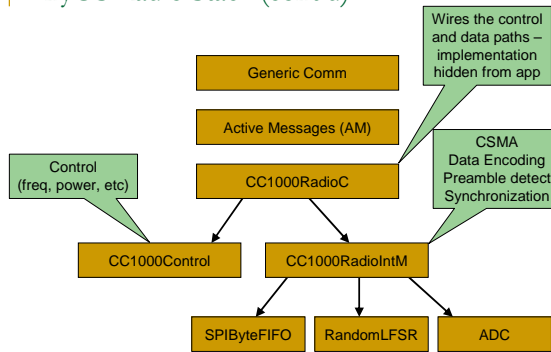 (cont'd)
Wires the control
and data paths –
implementation
hidden from app
Generic Comm
Active Messages (AM)
CSMA
Data Encoding
Preamble detect
Synchronization
Control
(freq, power, etc)
CC1000RadioC
CC1000Control
CC1000RadioIntM
SPIByteFIFO
RandomLFSR
ADC